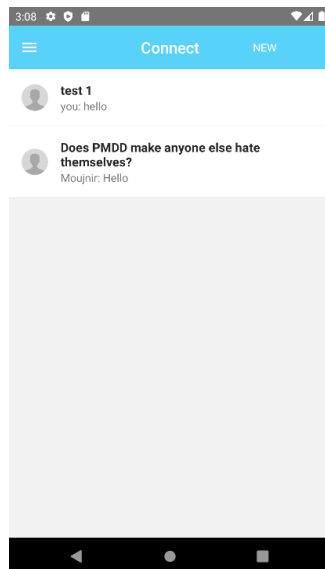 3:08
Connect
NEW
test 1
you: hello
Does PMDD make anyone else hate
themselves?
Moujnir: Hello